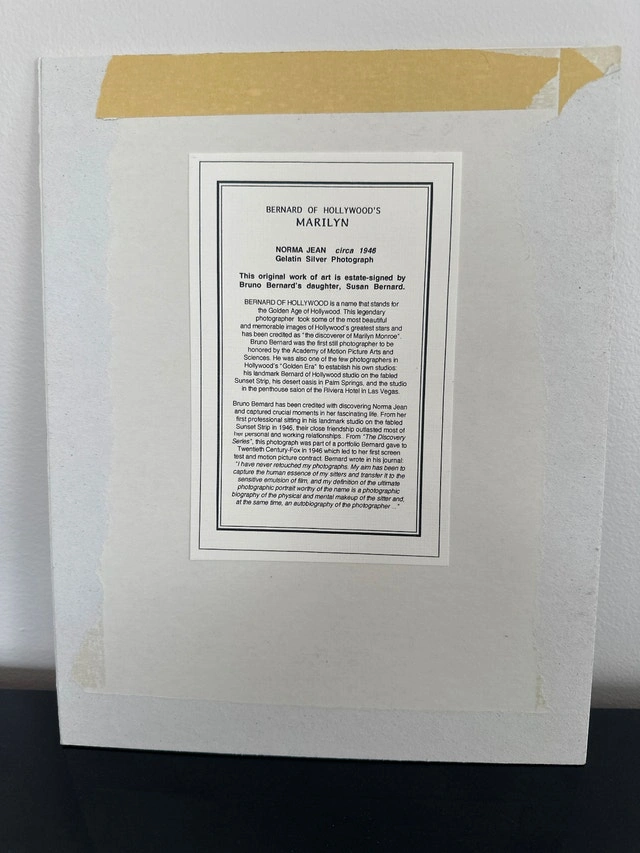 BERNARD OF HOLLYWOOD'S
MARILYN
NORMA JEAN circa 1946
Gelatin Silver Photograph
This original work of art is estate-signed by
Bruno Bernard's daughter, Susan Bernard.
BERNARD OF HOLLYWOOD is a name that stands for
the Golden Age of Hollywood. This legendary
photographer took some of the most beautiful
and memorable images of Hollywood's greatest stars and
has been credited as "the discoverer of Marilyn Monroe".
Bruno Bernard was the first still photographer to be
honored by the Academy of Motion Picture Arts and
Sciences. He was also one of the few photographers in
Hollywood's "Golden Era" to establish his own studios:
his landmark Bernard of Hollywood studio on the fabled
Sunset Strip, his desert oasis in Palm Springs, and the studio
in the penthouse salon of the Riviera Hotel in Las Vegas.
Bruno Bernard has been credited with discovering Norma Jean
and captured crucial moments in her fascinating life. From her
first professional sitting in his landmark studio on the fabled
Sunset Strip in 1946, their close friendship outlasted most of
her personal and working relationships. From "The Discovery
Series", this photograph was part of a portfolio Bernard gave to
Twentieth Century-Fox in 1946 which led to her first screen
test and motion picture contract. Bernard wrote in his journal:
"I have never retouched my photographs. My aim has been to
capture the human essence of my sitters and transfer it to the
sensitive emulsion of film, and my definition of the ultimate
photographic portrait worthy of the name is a photographic
biography of the physical and mental makeup of the sitter and,
at the same time, an autobiography of the photographer ..."